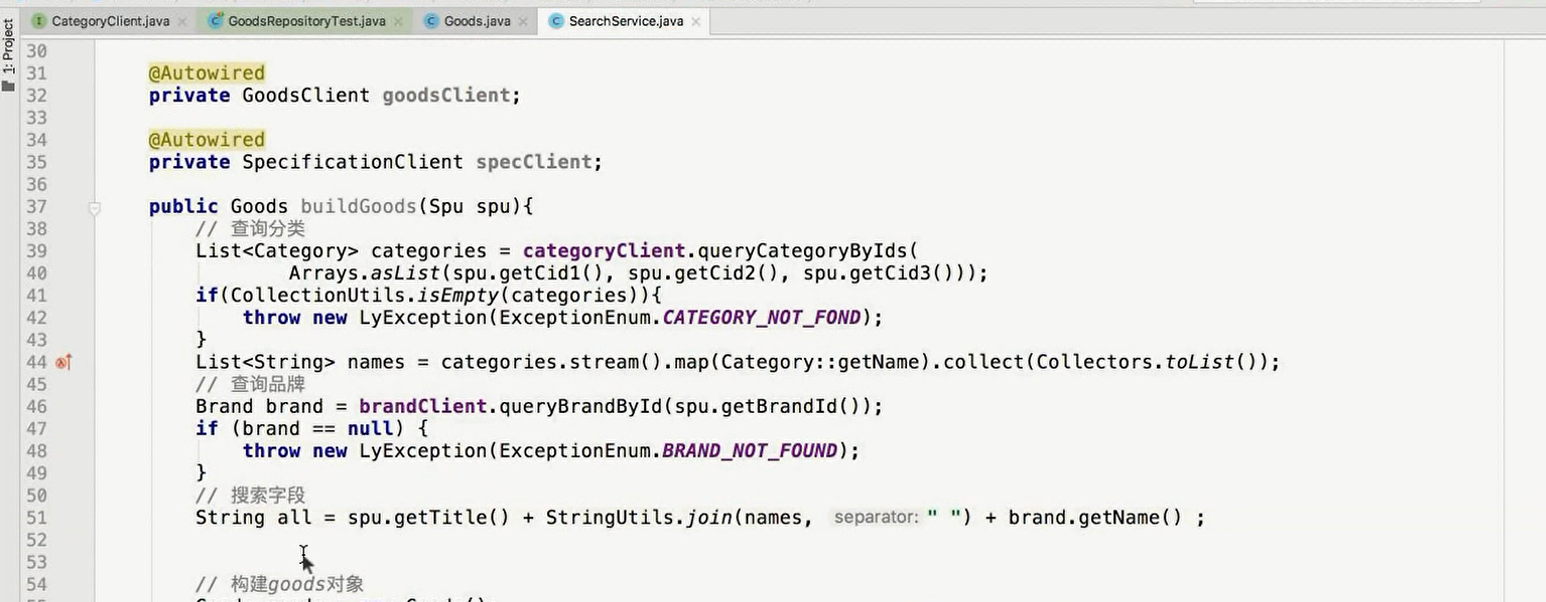 CategoryClient.java
GoodsRepositoryTest.java
Goods.java
SearchService.java
1: Project
30
31 @Autowired
32 private GoodsClient goodsClient;
33
34 @Autowired
35 private SpecificationClient specClient;
36
37 public Goods buildGoods(Spu spu){
38 // 查询分类
39 List<Category> categories = categoryClient.queryCategoryByIds(
40 Arrays.asList(spu.getCid1(), spu.getCid2(), spu.getCid3()));
41 if(CollectionUtils.isEmpty(categories)){
42 throw new LyException(ExceptionEnum.CATEGORY_NOT_FOND);
43 }
44 List<String> names = categories.stream().map(Category::getName).collect(Collectors.toList());
45 // 查询品牌
46 Brand brand = brandClient.queryBrandById(spu.getBrandId());
47 if (brand == null) {
48 throw new LyException(ExceptionEnum.BRAND_NOT_FOUND);
49 }
50 // 搜索字段
51 String all = spu.getTitle() + StringUtils.join(names, separator: " ") + brand.getName() ;
52
53
54 // 构建goods对象